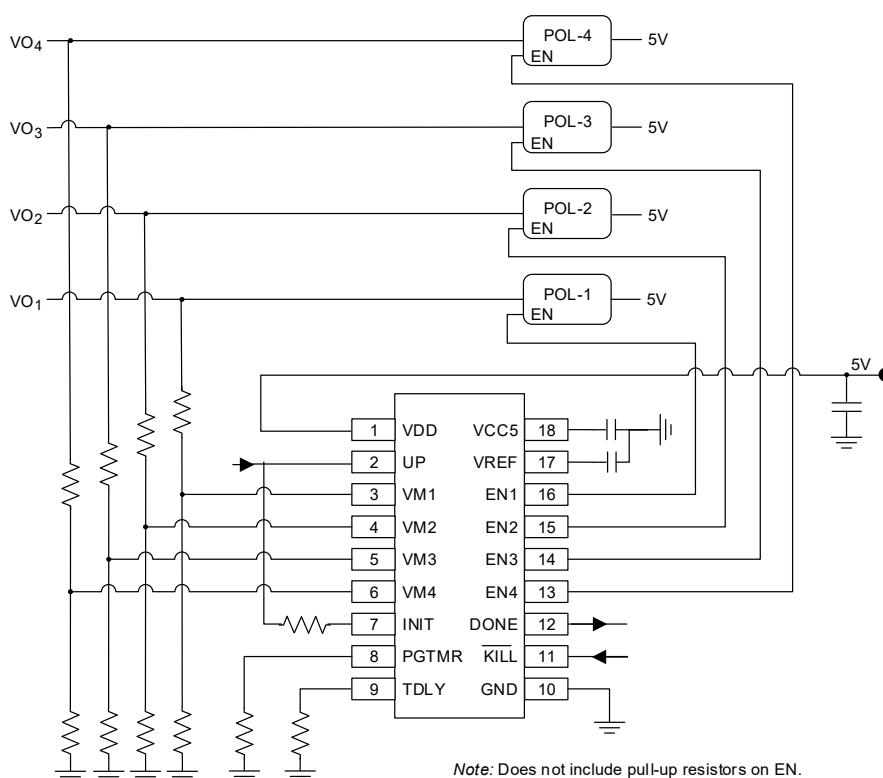 VO4
POL-4
EN
5V
VO3
POL-3
EN
5V
VO2
POL-2
EN
5V
VO1
POL-1
EN
5V
5V
1 VDD VCC5 18
2 UP VREF 17
3 VM1 EN1 16
4 VM2 EN2 15
5 VM3 EN3 14
6 VM4 EN4 13
7 INIT DONE 12
8 PGTMR KILL 11
9 TDLY GND 10
Note: Does not include pull-up resistors on EN.